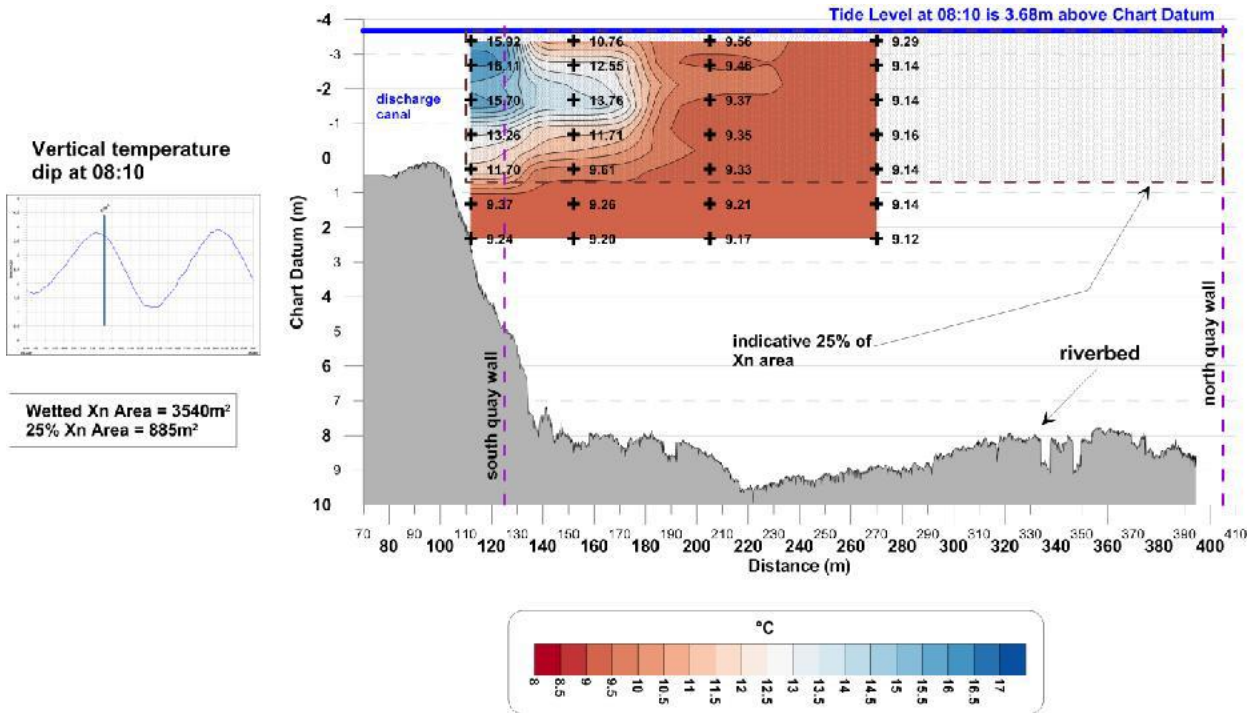 Tide Level at 08:10 is 3.68m above Chart Datum
-4
-3
-2
-1
0
1
2
3
4
5
6
7
8
9
10
Chart Datum (m)
15.92 10.76 9.56 9.29
16.11 12.55 9.46 9.14
15.70 13.76 9.37 9.14
13.26 11.71 9.35 9.16
11.70 9.61 9.33 9.14
9.37 9.26 9.21 9.14
9.24 9.20 9.17 9.12
discharge
canal
Vertical temperature
dip at 08:10
Wetted Xn Area = 3540m²
25% Xn Area = 885m²
indicative 25% of
Xn area
riverbed
south quay wall
north quay wall
70 80 90 100 110 120 130 140 150 160 170 180 190 200 210 220 230 240 250 260 270 280 290 300 310 320 330 340 350 360 370 380 390 400 410
Distance (m)
°C
8 8.5 9 9.5 10 10.5 11 11.5 12 12.5 13 13.5 14 14.5 15 15.5 16 16.5 17